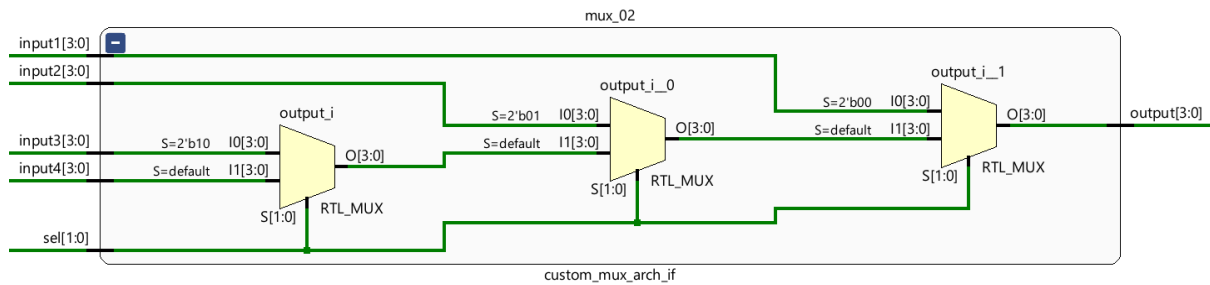 mux_02
input1[3:0]
input2[3:0]
input3[3:0]
input4[3:0]
sel[1:0]
output_i
S=2'b10 I0[3:0]
S=default I1[3:0]
O[3:0]
S[1:0]
RTL_MUX
output_i__0
S=2'b01 I0[3:0]
S=default I1[3:0]
O[3:0]
S[1:0]
RTL_MUX
output_i__1
S=2'b00 I0[3:0]
S=default I1[3:0]
O[3:0]
S[1:0]
RTL_MUX
output[3:0]
custom_mux_arch_if